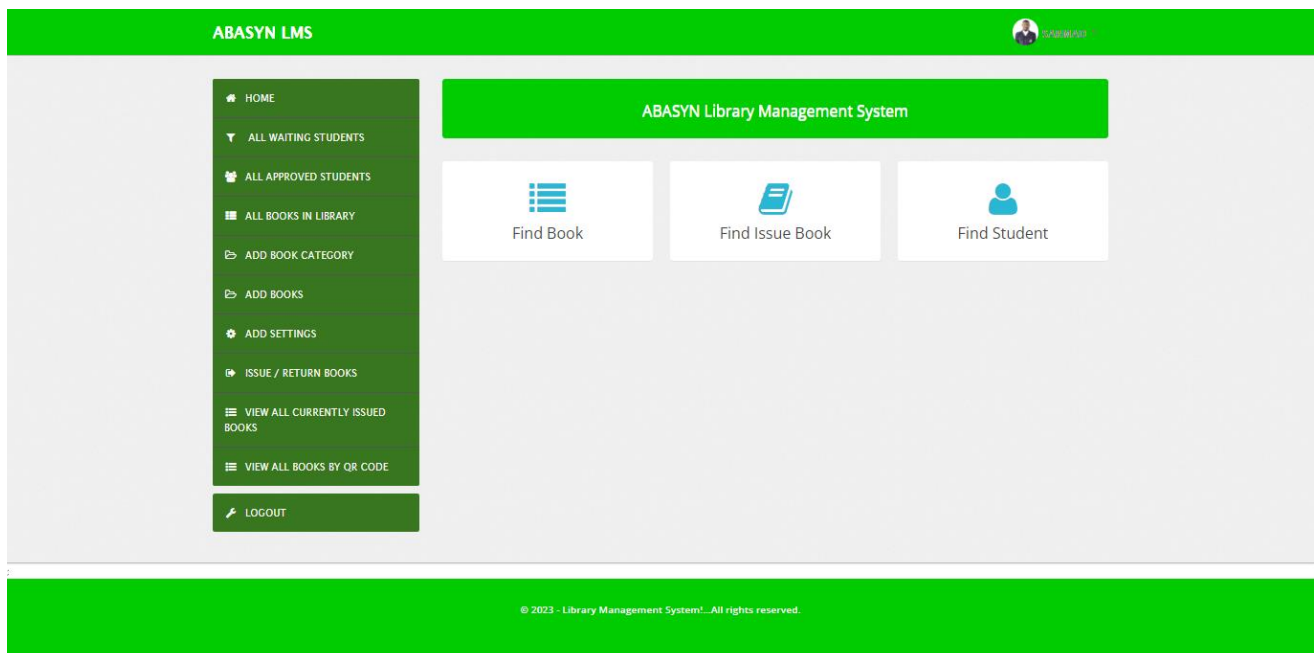 ABASYN LMS
HOME
ALL WAITING STUDENTS
ALL APPROVED STUDENTS
ALL BOOKS IN LIBRARY
ADD BOOK CATEGORY
ADD BOOKS
ADD SETTINGS
ISSUE / RETURN BOOKS
VIEW ALL CURRENTLY ISSUED
BOOKS
VIEW ALL BOOKS BY QR CODE
LOGOUT
ABASYN Library Management System
Find Book
Find Issue Book
Find Student
;
© 2023 - Library Management System!...All rights reserved.